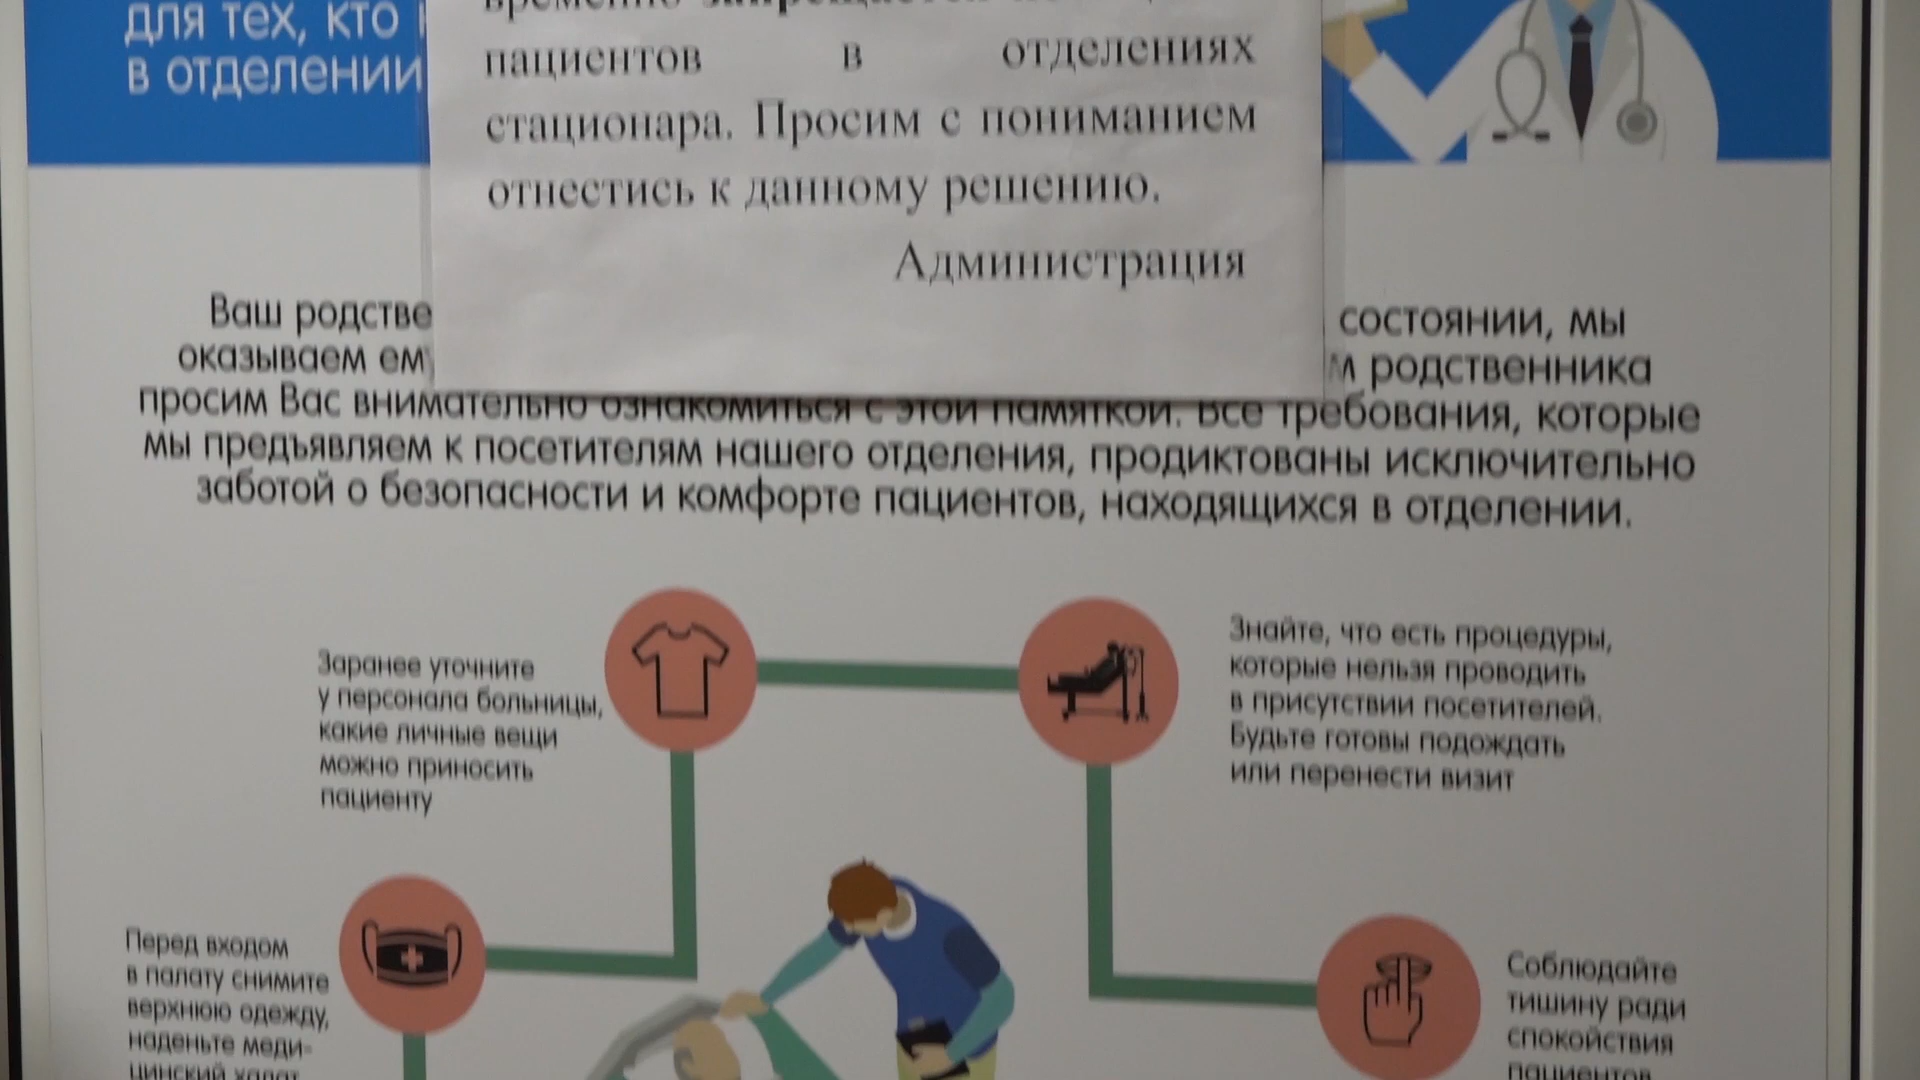 для тех, кто
в отделении
пациентов в отделениях
стационара. Просим с пониманием
отнестись к данному решению.
Администрация
Ваш родстве
состоянии, мы
оказываем ему
м родственника
просим Вас внимательно ознакомиться с этой памяткой. Все требования, которые
мы предъявляем к посетителям нашего отделения, продиктованы исключительно
заботой о безопасности и комфорте пациентов, находящихся в отделении.
Заранее уточните
у персонала больницы,
какие личные вещи
можно приносить
пациенту
Знайте, что есть процедуры,
которые нельзя проводить
в присутствии посетителей.
Будьте готовы подождать
или перенести визит
Перед входом
в палату снимите
верхнюю одежду,
наденьте меди-
цинский халат
Соблюдайте
тишину ради
спокойствия
пациентов